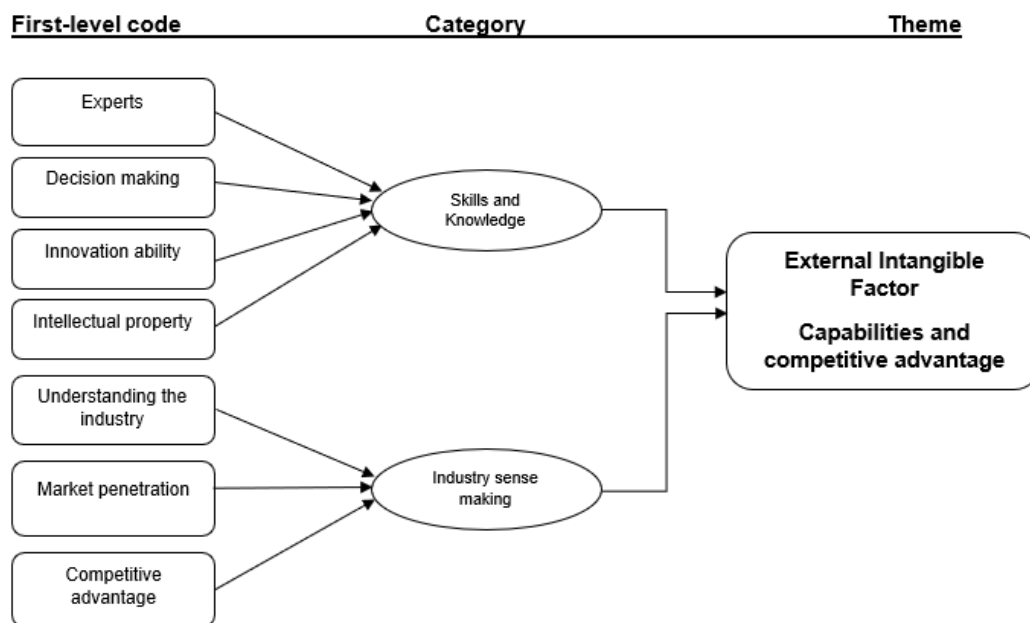 First-level code
Category
Theme
Experts
Decision making
Innovation ability
Intellectual property
Understanding the
industry
Market penetration
Competitive
advantage
Skills and
Knowledge
Industry sense
making
External Intangible
Factor
Capabilities and
competitive advantage